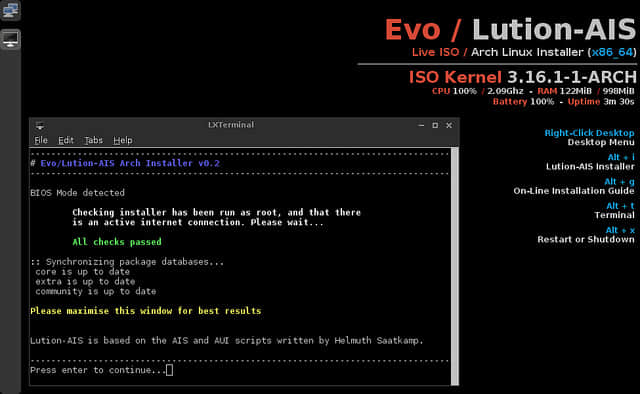 Evo / Lution-AIS
Live ISO / Arch Linux Installer (x86_64)
ISO Kernel 3.16.1-1-ARCH
CPU 100% / 2.09Ghz - RAM 122MiB / 998MiB
Battery 100% - Uptime 3m 30s
Right-Click Desktop
Desktop Menu
Alt + i
Lution-AIS Installer
Alt + g
On-Line Installation Guide
Alt + t
Terminal
Alt + x
Restart or Shutdown
LXTerminal
File Edit Tabs Help
# Evo/Lution-AIS Arch Installer v0.2
BIOS Mode detected
Checking installer has been run as root, and that there
is an active internet connection. Please wait...
All checks passed
:: Synchronizing package databases...
core is up to date
extra is up to date
community is up to date
Please maximise this window for best results
Lution-AIS is based on the AIS and AUI scripts written by Helmuth Saatkamp.
Press enter to continue...